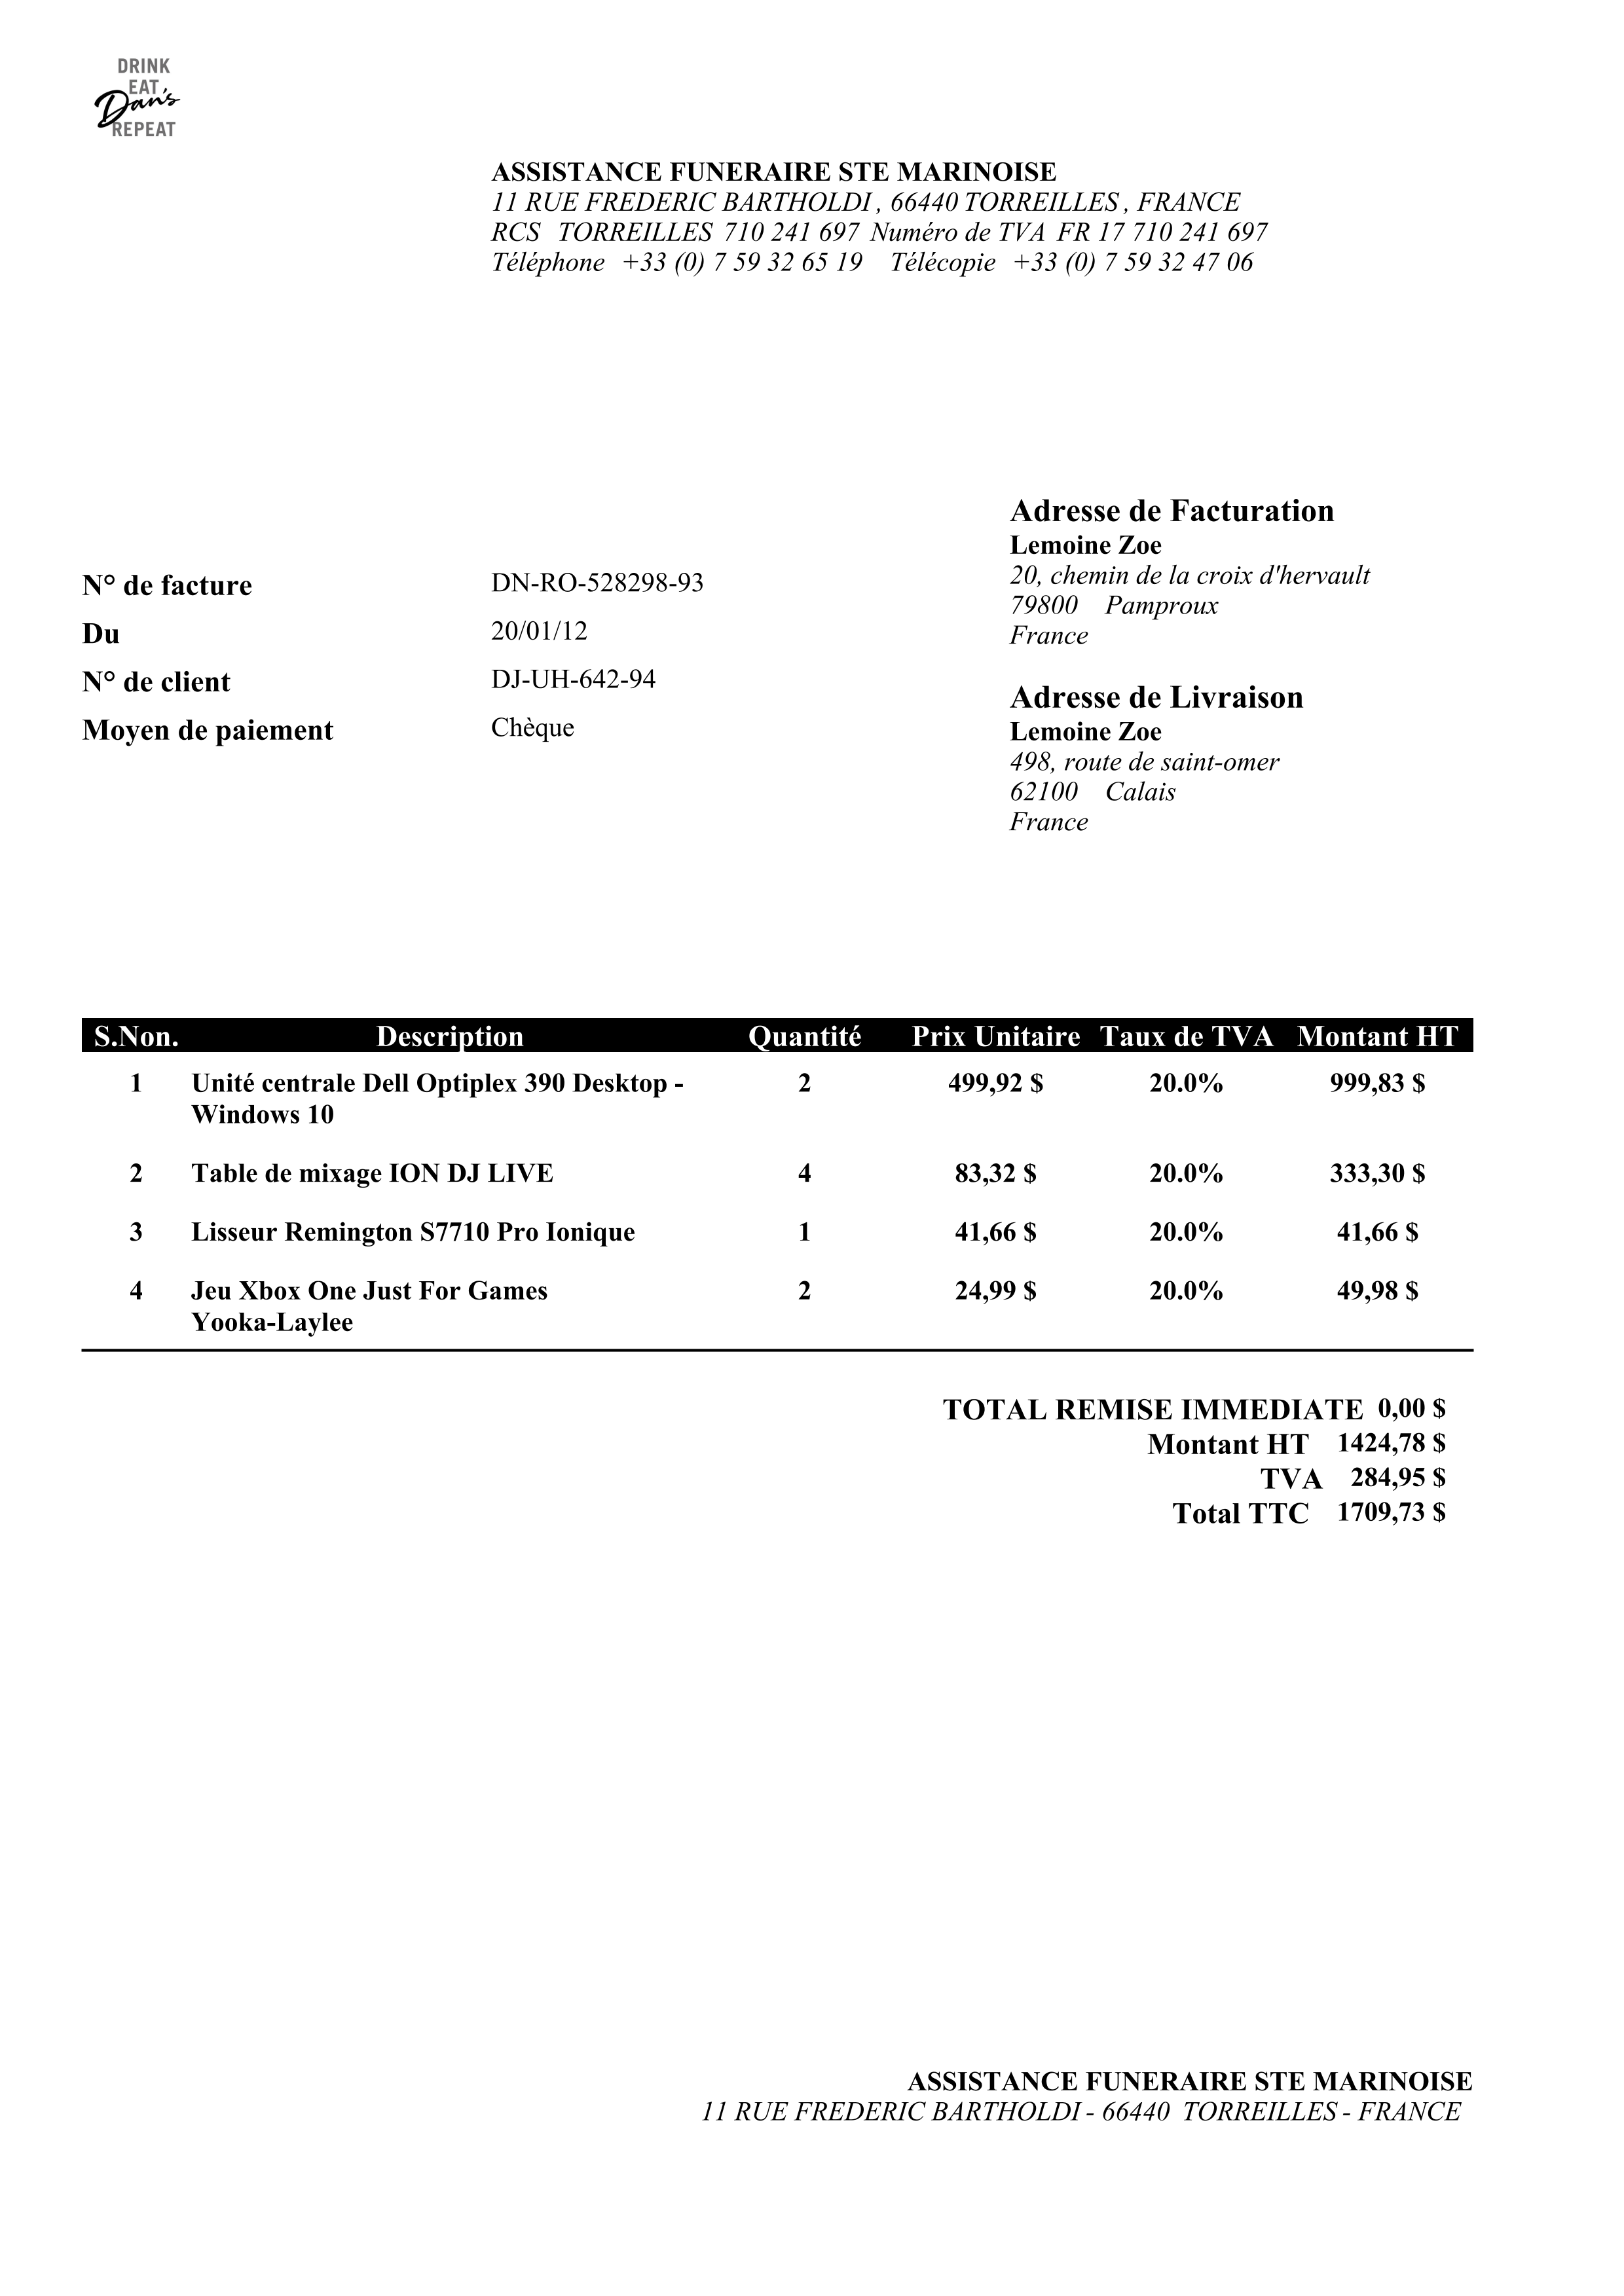 DRINK
EAT
Dan's
REPEAT
ASSISTANCE FUNERAIRE STE MARINOISE
11 RUE FREDERIC BARTHOLDI , 66440 TORREILLES , FRANCE
RCS TORREILLES 710 241 697 Numéro de TVA FR 17 710 241 697
Téléphone +33 (0) 7 59 32 65 19 Télécopie +33 (0) 7 59 32 47 06
N° de facture DN-RO-528298-93
Du 20/01/12
N° de client DJ-UH-642-94
Moyen de paiement Chèque
Adresse de Facturation
Lemoine Zoe
20, chemin de la croix d'hervault
79800 Pamproux
France
Adresse de Livraison
Lemoine Zoe
498, route de saint-omer
62100 Calais
France
S.Non. Description Quantité Prix Unitaire Taux de TVA Montant HT
1 Unité centrale Dell Optiplex 390 Desktop - 2 499,92 $ 20.0% 999,83 $
Windows 10
2 Table de mixage ION DJ LIVE 4 83,32 $ 20.0% 333,30 $
3 Lisseur Remington S7710 Pro Ionique 1 41,66 $ 20.0% 41,66 $
4 Jeu Xbox One Just For Games 2 24,99 $ 20.0% 49,98 $
Yooka-Laylee
TOTAL REMISE IMMEDIATE 0,00 $
Montant HT 1424,78 $
TVA 284,95 $
Total TTC 1709,73 $
ASSISTANCE FUNERAIRE STE MARINOISE
11 RUE FREDERIC BARTHOLDI - 66440 TORREILLES - FRANCE